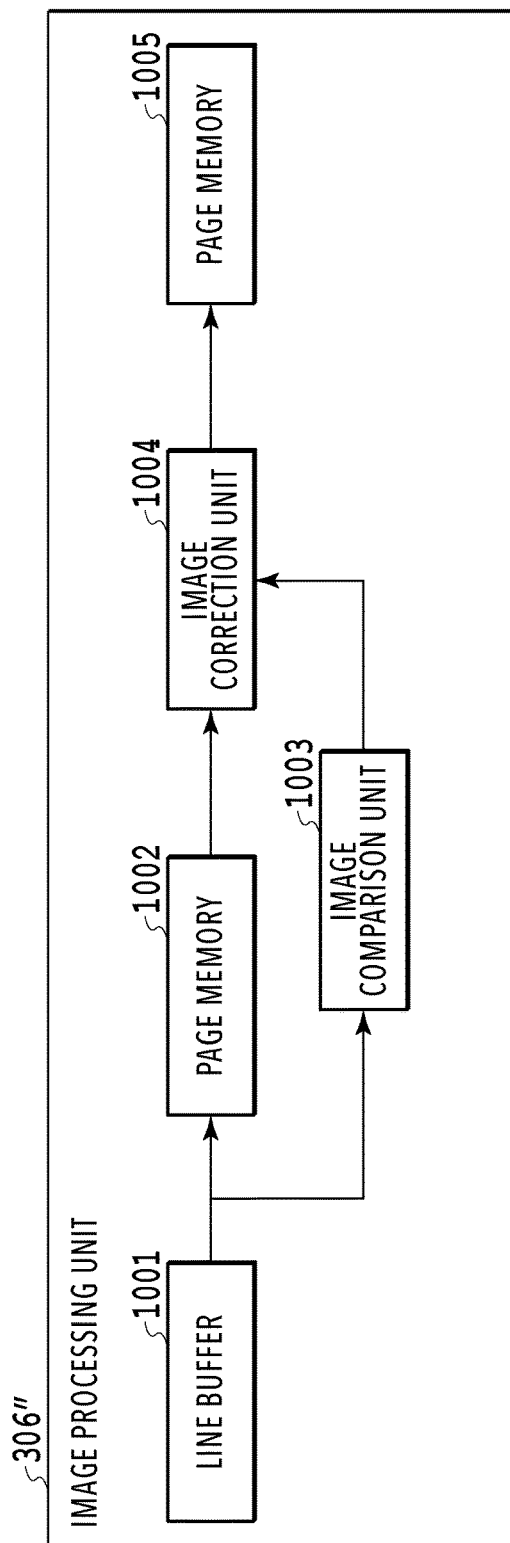 306"
IMAGE PROCESSING UNIT
1001
LINE BUFFER
1002
PAGE MEMORY
1003
IMAGE
COMPARISON UNIT
1004
IMAGE
CORRECTION UNIT
1005
PAGE MEMORY